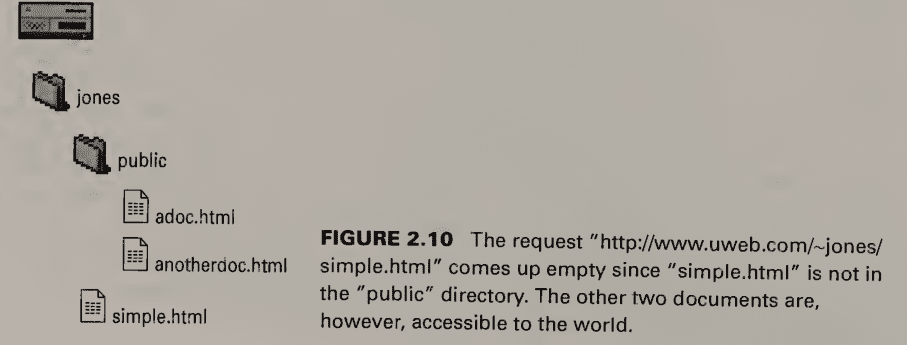 jones
public
adoc.html
anotherdoc.html
simple.html
FIGURE 2.10 The request "http://www.uweb.com/~jones/
simple.html" comes up empty since "simple.html" is not in
the "public" directory. The other two documents are,
however, accessible to the world.